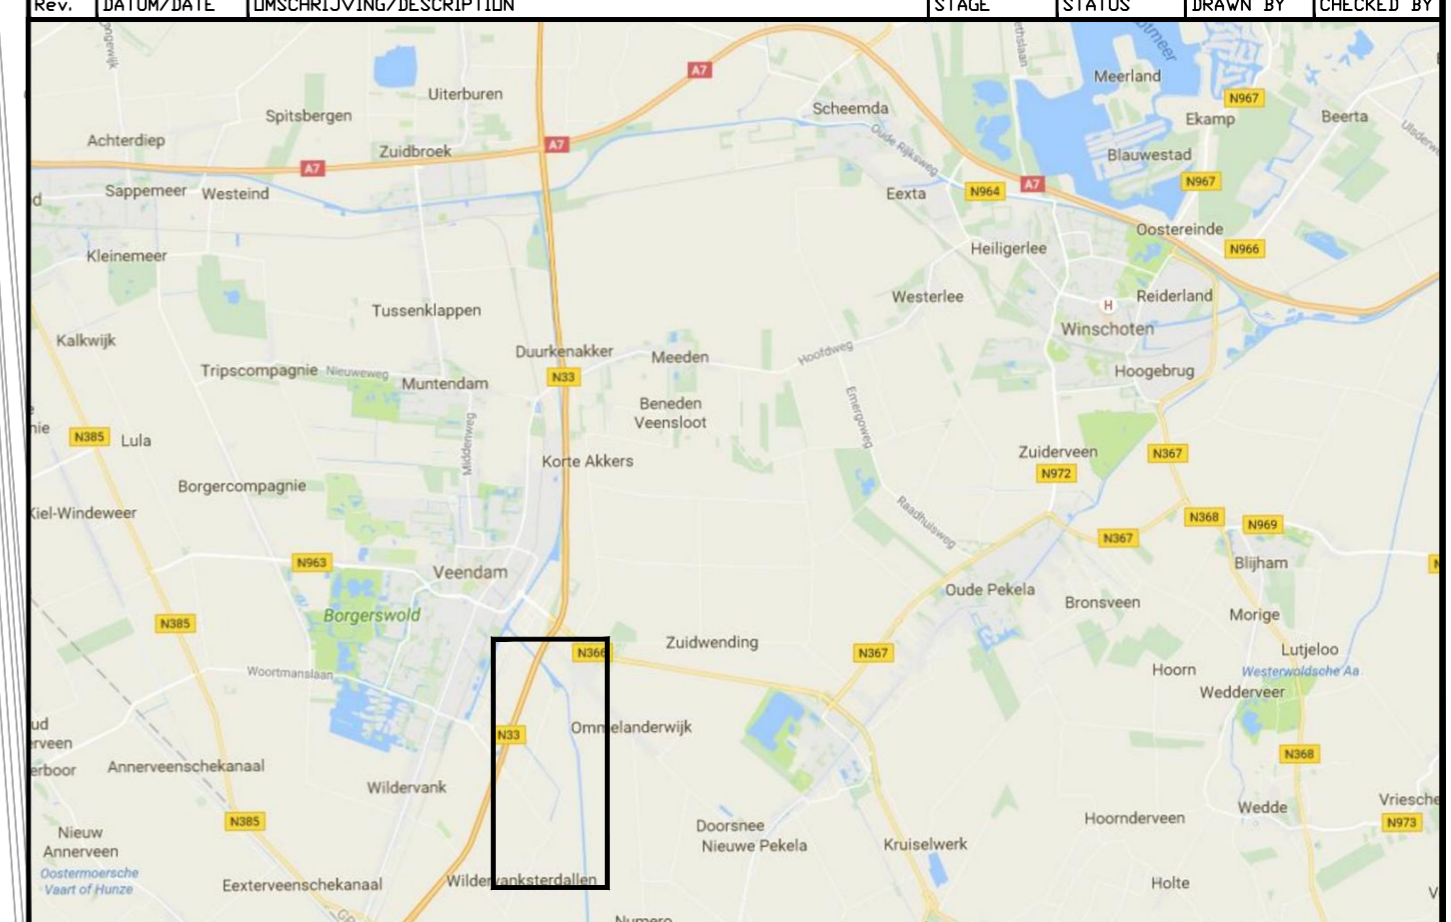 Rev.
DATUM/DATE
OMSCHRIJVING/DESCRIPTION
STAGE
STATUS
DRAWN BY
CHECKED BY
Meerland
A7
Uiterburen
N967
Scheemda
Spitsbergen
Ekamp
Beerta
Achterdiep
Oude Rijksweg
A7
Zuidbroek
Blauwestad
A7
N967
A7
Sappemeer
Westeind
Eexta
N964
Oostereinde
Heiligerlee
N966
Kleinemeer
Westerlee
Reiderland
H
Tussenklappen
Winschoten
Kalkwijk
Duurkenakker
Meeden
Hoofdweg
Tripscompagnie
Nieuweweg
Muntendam
N33
Hoogebrug
Beneden
Veensloot
Emergoweg
N385
Lula
Middenweg
Zuiderveen
N367
Korte Akkers
N972
Borgercompagnie
Kiel-Windeweer
Raadhuisweg
N368
N969
N367
N963
Veendam
Blijham
Oude Pekela
Bronsveen
Borgerswold
Morige
N385
Zuidwending
N366
N367
Lutjeloo
Woortmanslaan
Hoorn
Westerwoldsche Aa
Wedderveer
Ommelanderwijk
N33
N368
Annerveenschekanaal
Wildervank
Vriesche
Wedde
Hoornderveen
N385
N973
Nieuw
Annerveen
Doorsnee
Nieuwe Pekela
Kruiselwerk
Oostermoersche
Vaart of Hunze
Eexterveenschekanaal
Wildervanksterdallen
Holte
Numero